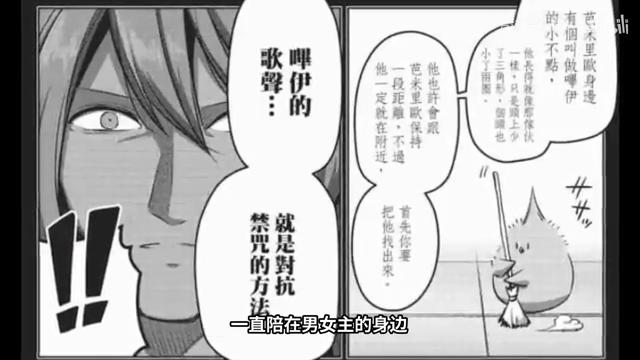 芭米里歐身邊
有個叫做嗶伊
的小不點，
他長得就像那傢伙
一樣，只是頭上少
了三角形，個頭也
小了兩圈。
他也許會跟
芭米里歐保持
一段距離，不過
他一定就在附近，
首先你要
把他找出來。
嗶伊的
歌聲…
就是對抗
禁咒的方法
!!
一直陪在男女主的身边